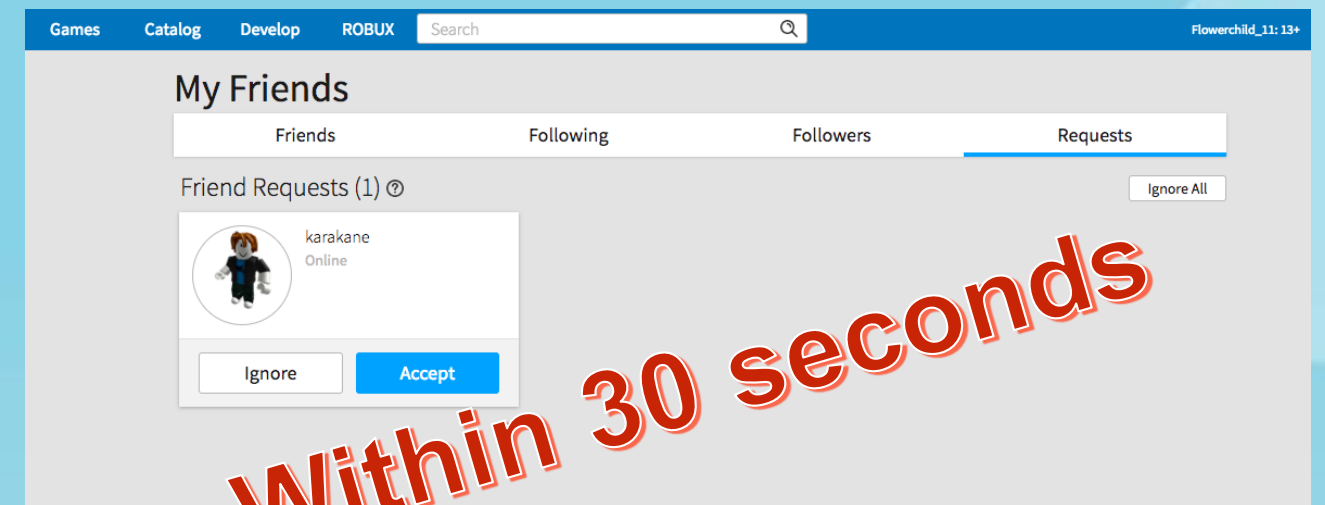 Games Catalog Develop ROBUX Search Flowerchild_11: 13+
My Friends
Friends Following Followers Requests
Friend Requests (1) Ignore All
karakane
Online
Ignore Accept
Within 30 seconds